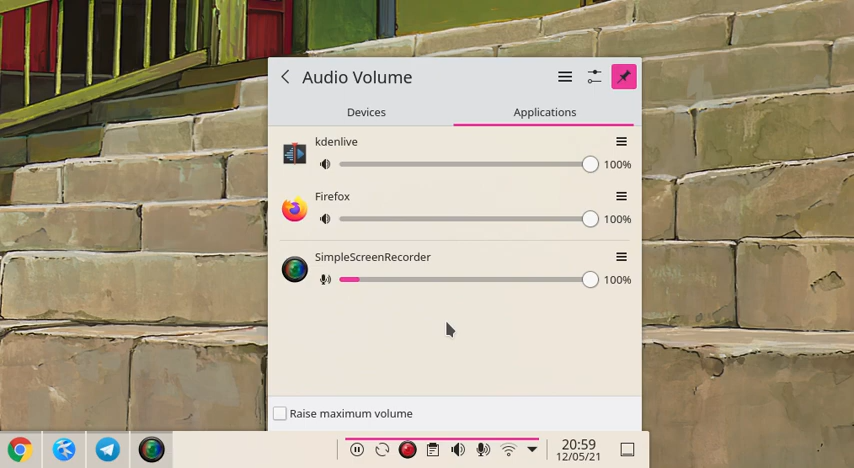 Audio Volume
Devices
Applications
kdenlive
100%
Firefox
100%
SimpleScreenRecorder
100%
Raise maximum volume
20:59
12/05/21